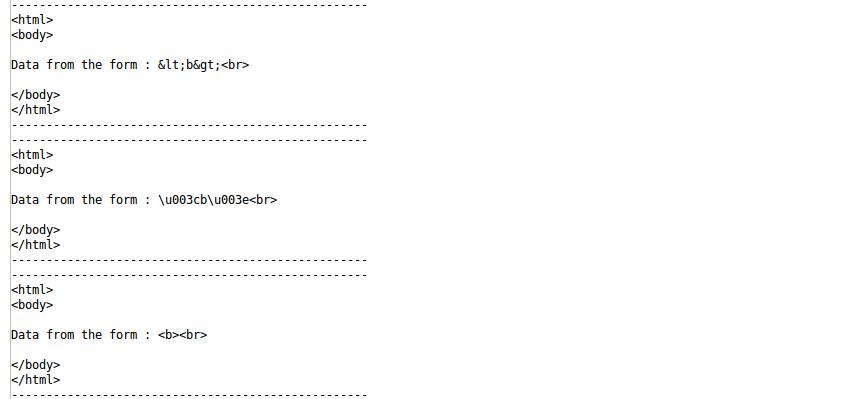 --------------------------------------------------
<html>
<body>
Data from the form : &lt;b&gt;<br>
</body>
</html>
--------------------------------------------------
--------------------------------------------------
<html>
<body>
Data from the form : \u003cb\u003e<br>
</body>
</html>
--------------------------------------------------
--------------------------------------------------
<html>
<body>
Data from the form : <b><br>
</body>
</html>
--------------------------------------------------